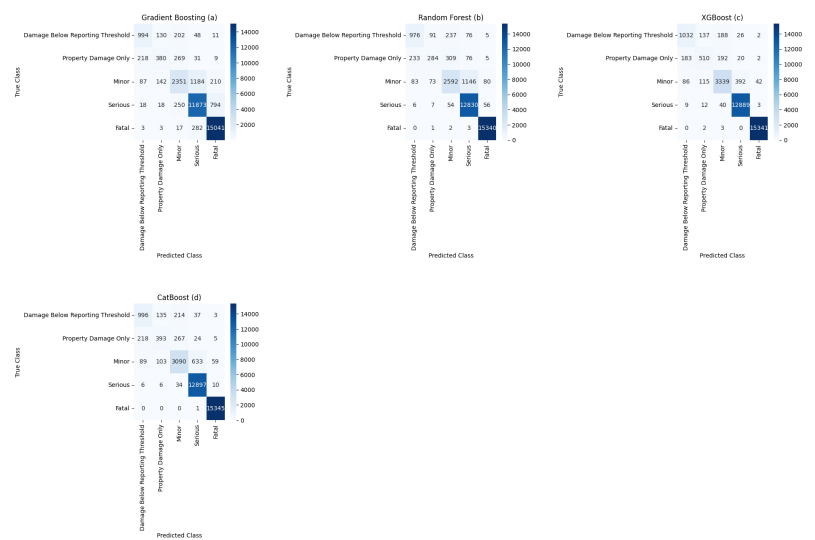 Gradient Boosting (a)
True Class
Damage Below Reporting Threshold 994 130 202 48 11
Property Damage Only 218 380 269 31 9
Minor 87 142 2351 1184 210
Serious 18 18 250 11873 794
Fatal 3 3 17 282 15041
14000
12000
10000
8000
6000
4000
2000
Damage Below Reporting Threshold
Property Damage Only
Minor
Serious
Fatal
Predicted Class
Random Forest (b)
True Class
Damage Below Reporting Threshold 976 91 237 76 5
Property Damage Only 233 284 309 76 5
Minor 83 73 2592 1146 80
Serious 6 7 54 12830 56
Fatal 0 1 2 3 15340
14000
12000
10000
8000
6000
4000
2000
0
Damage Below Reporting Threshold
Property Damage Only
Minor
Serious
Fatal
Predicted Class
XGBoost (c)
True Class
Damage Below Reporting Threshold 1032 137 188 26 2
Property Damage Only 183 510 192 20 2
Minor 86 115 3339 392 42
Serious 9 12 40 12889 3
Fatal 0 2 3 0 15341
14000
12000
10000
8000
6000
4000
2000
0
Damage Below Reporting Threshold
Property Damage Only
Minor
Serious
Fatal
Predicted Class
CatBoost (d)
True Class
Damage Below Reporting Threshold 996 135 214 37 3
Property Damage Only 218 393 267 24 5
Minor 89 103 3090 633 59
Serious 6 6 34 12897 10
Fatal 0 0 0 1 15345
14000
12000
10000
8000
6000
4000
2000
0
Damage Below Reporting Threshold
Property Damage Only
Minor
Serious
Fatal
Predicted Class